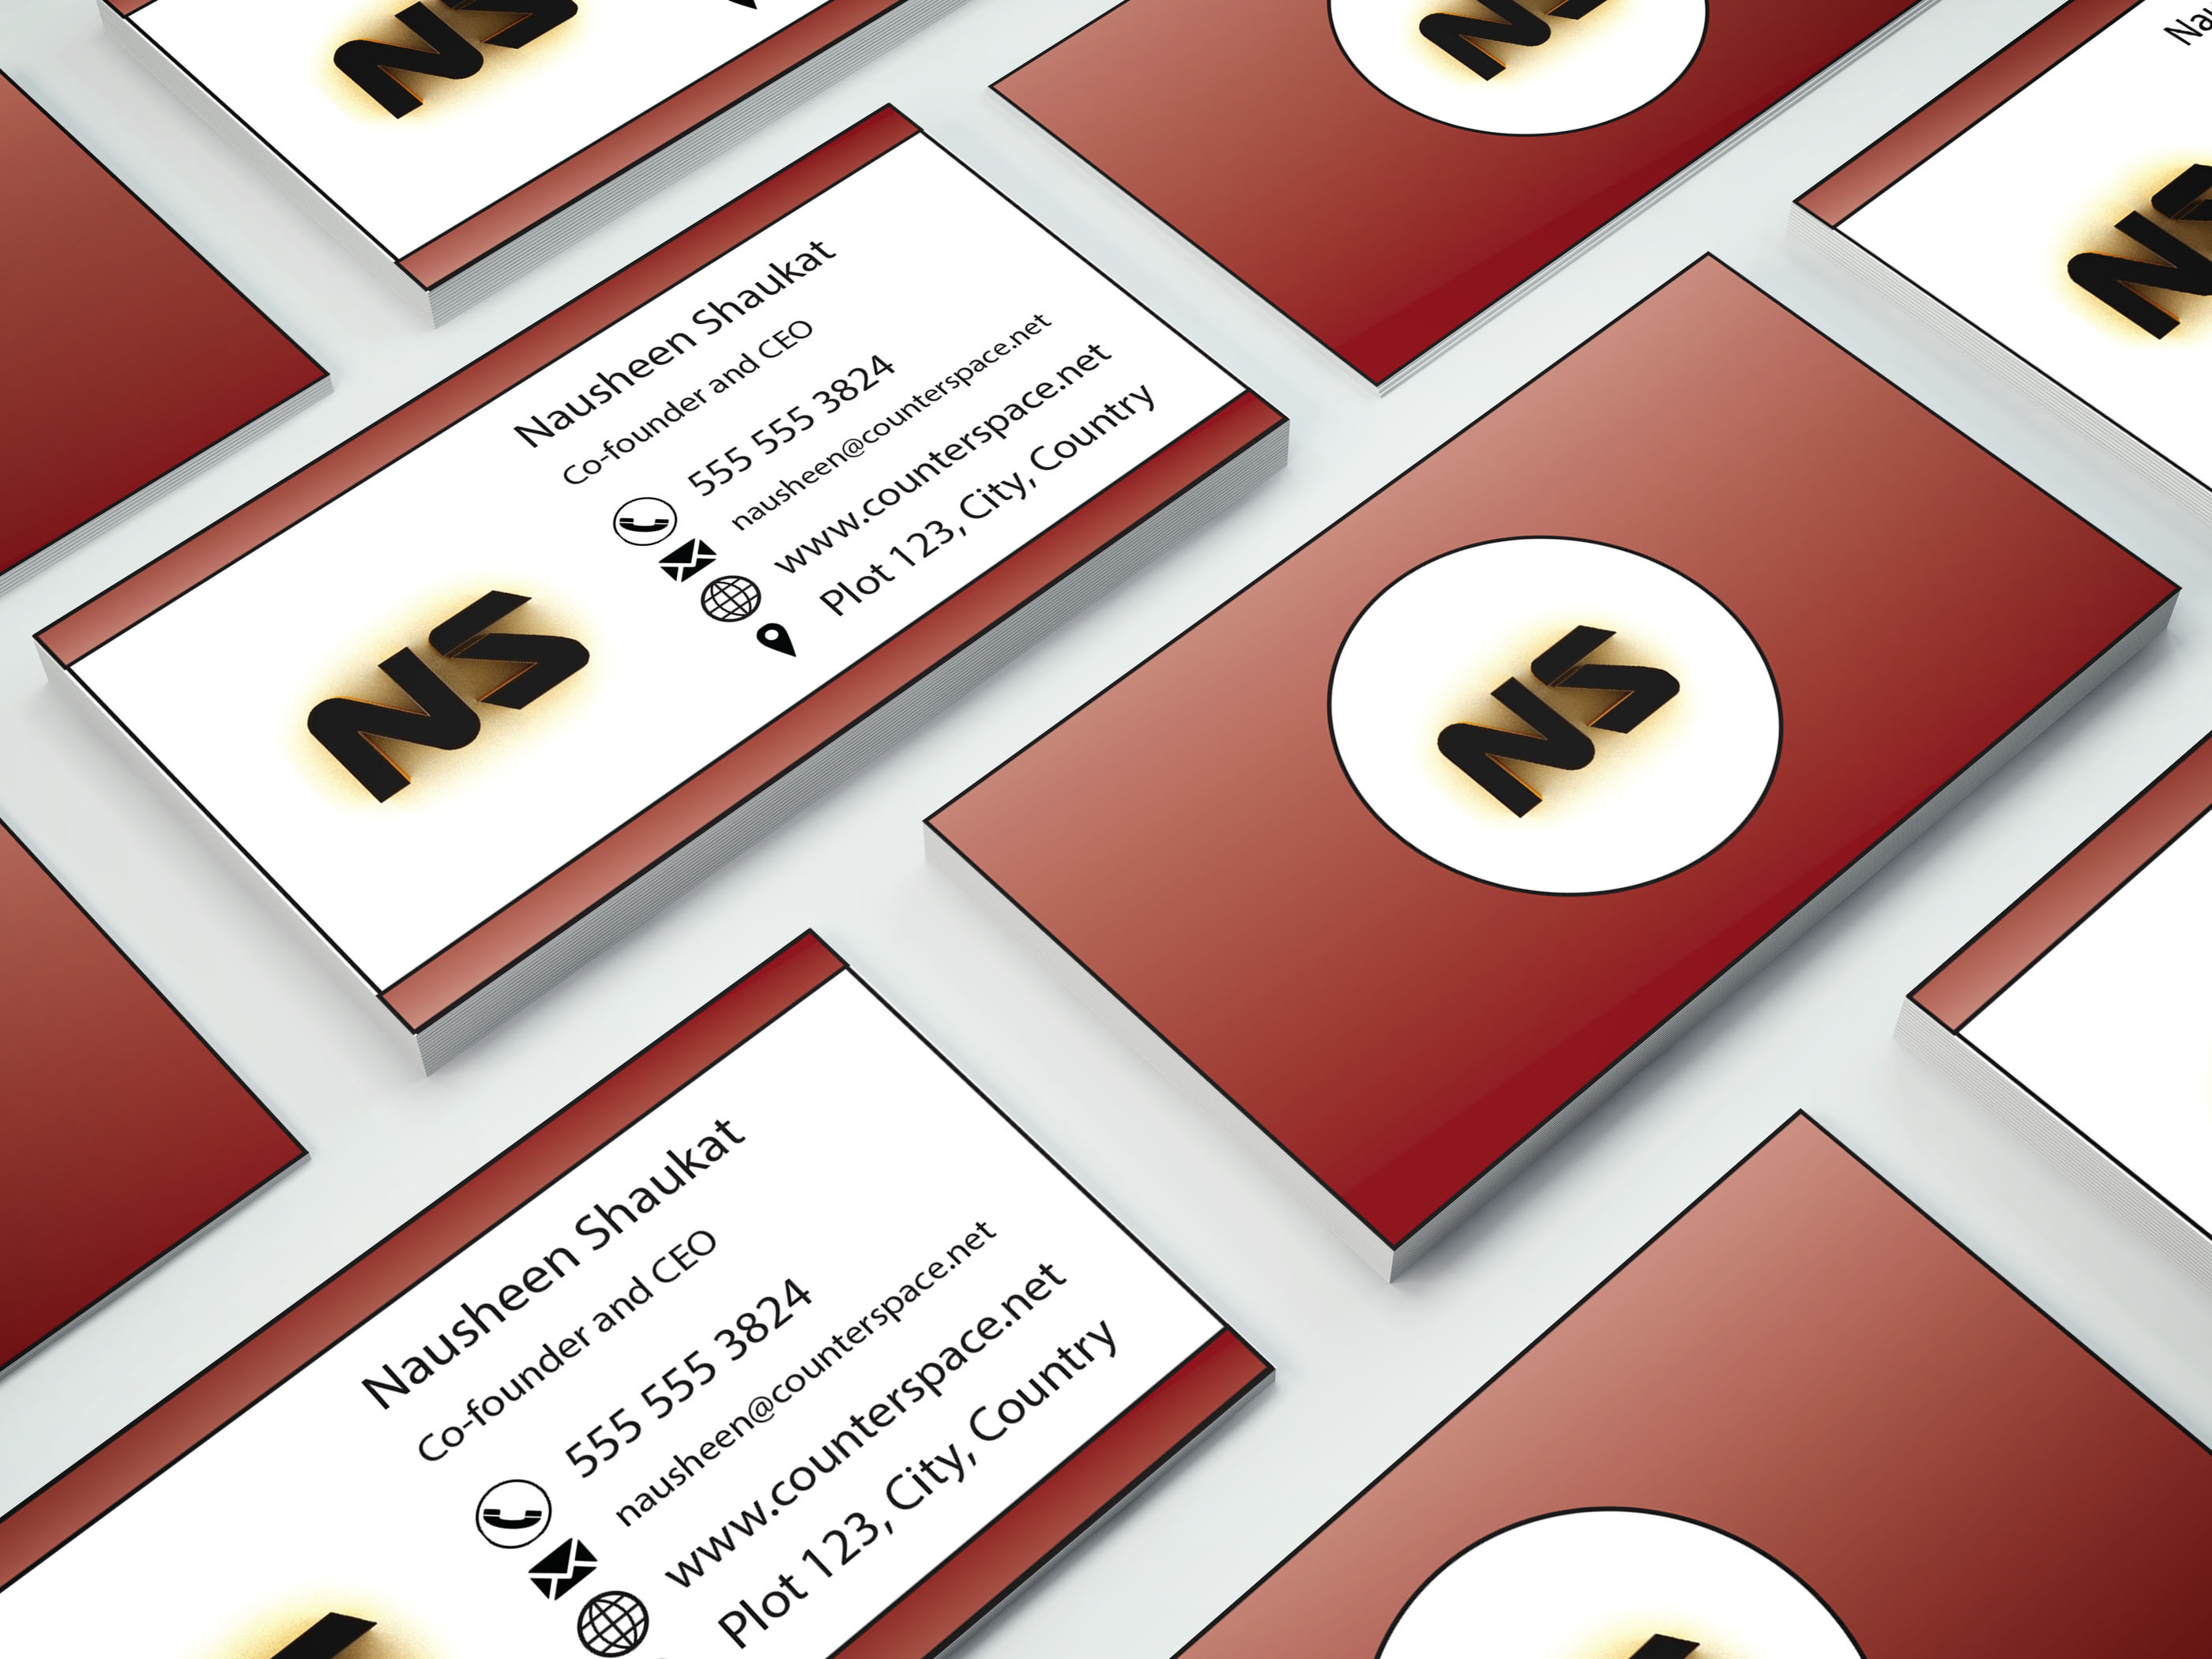 NS
NS
Na
NS
Nausheen Shaukat
Co-founder and CEO
555 555 3824
nausheen@counterspace.net
www.counterspace.net
Plot 123, City, Country
NS
NS
Nausheen Shaukat
Co-founder and CEO
555 555 3824
nausheen@counterspace.net
www.counterspace.net
Plot 123, City, Country